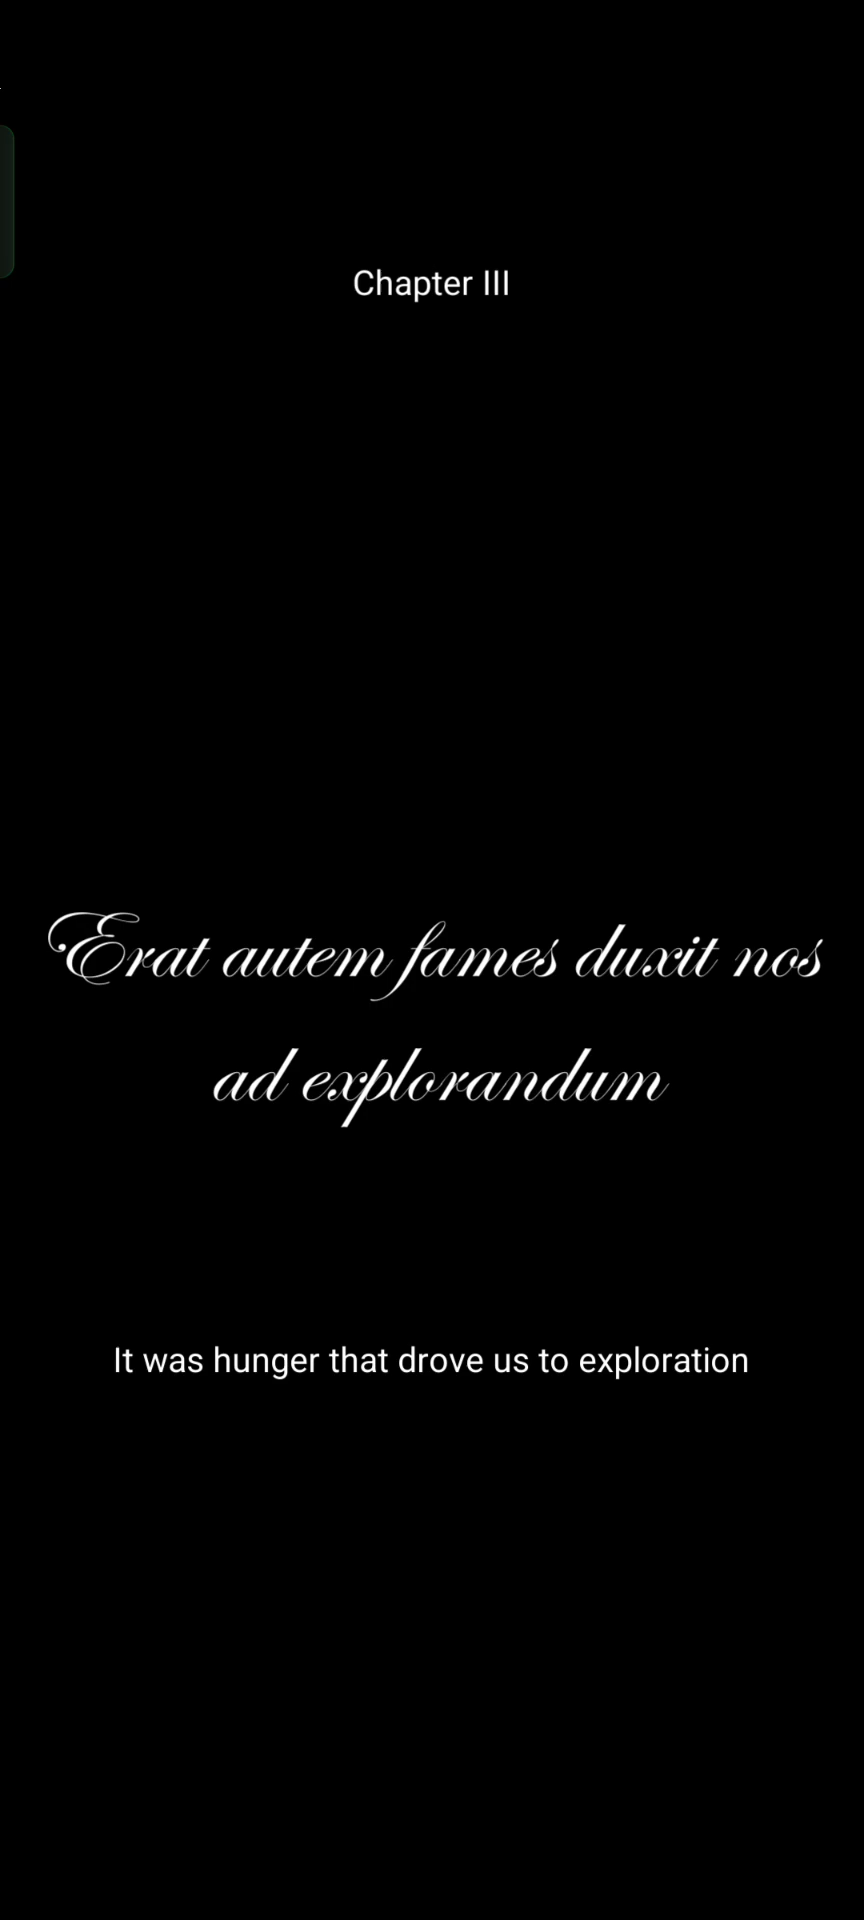 Chapter III
Erat autem fames duxit nos
ad explorandum
It was hunger that drove us to exploration